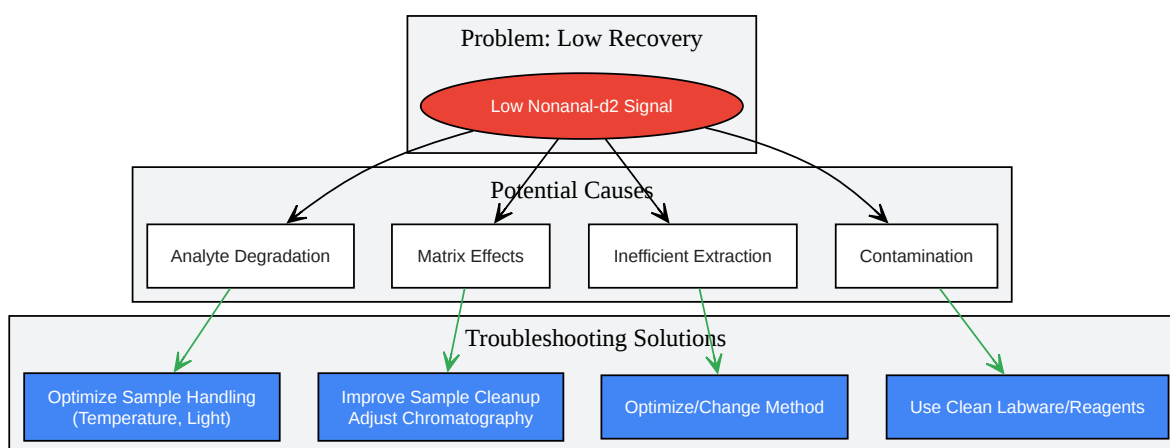 Problem: Low Recovery
Low Nonanal-d2 Signal
Potential Causes
Analyte Degradation
Matrix Effects
Inefficient Extraction
Contamination
Troubleshooting Solutions
Optimize Sample Handling
(Temperature, Light)
Improve Sample Cleanup
Adjust Chromatography
Optimize/Change Method
Use Clean Labware/Reagents